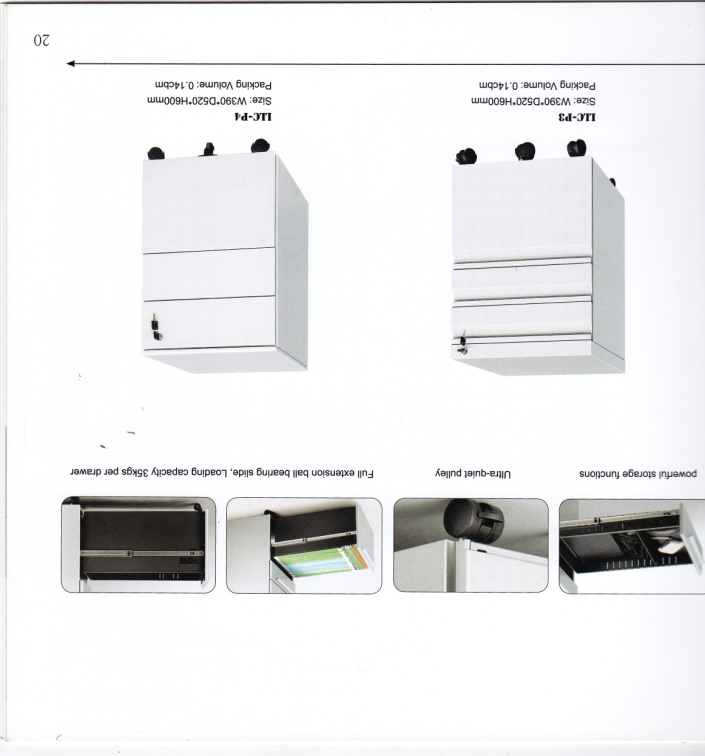 powerful storage functions
Ultra-quiet pulley
Full extension ball bearing slide, Loading capacity 35kgs per drawer
LLC-P3
Size: W390*D520*H600mm
Packing Volume: 0.14cbm
LLC-P4
Size: W390*D520*H600mm
Packing Volume: 0.14cbm
20